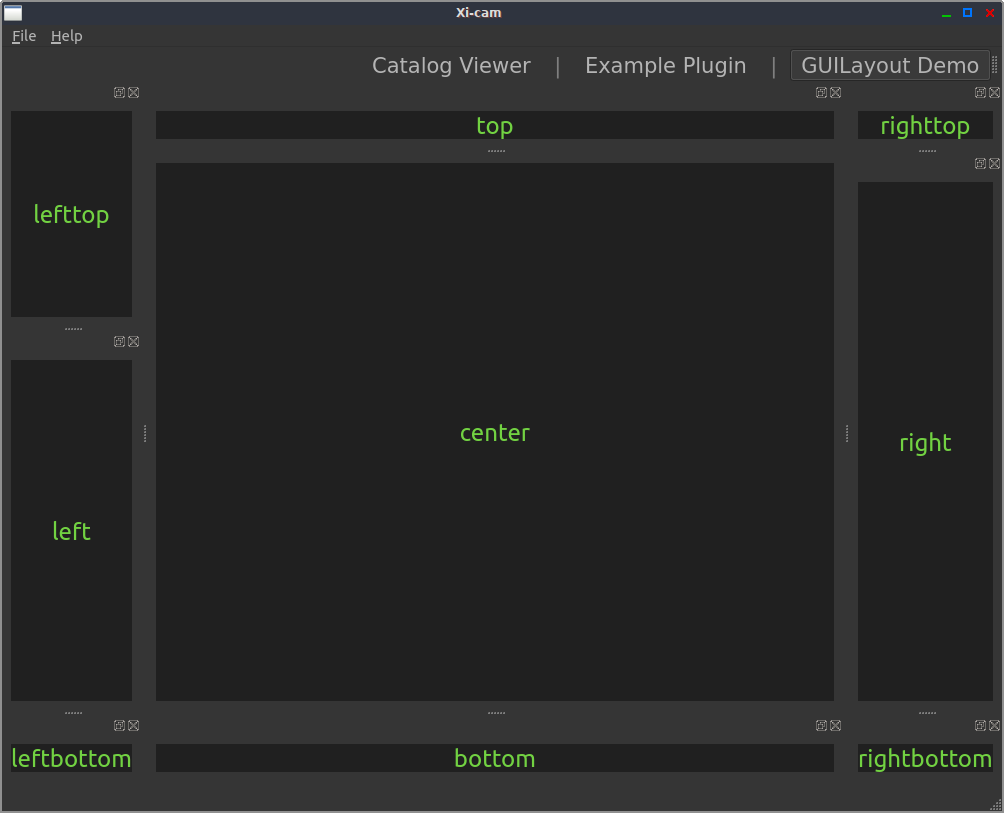 Xi-cam
File Help
Catalog Viewer | Example Plugin | GUILayout Demo
top
righttop
lefttop
center
right
left
leftbottom
bottom
rightbottom